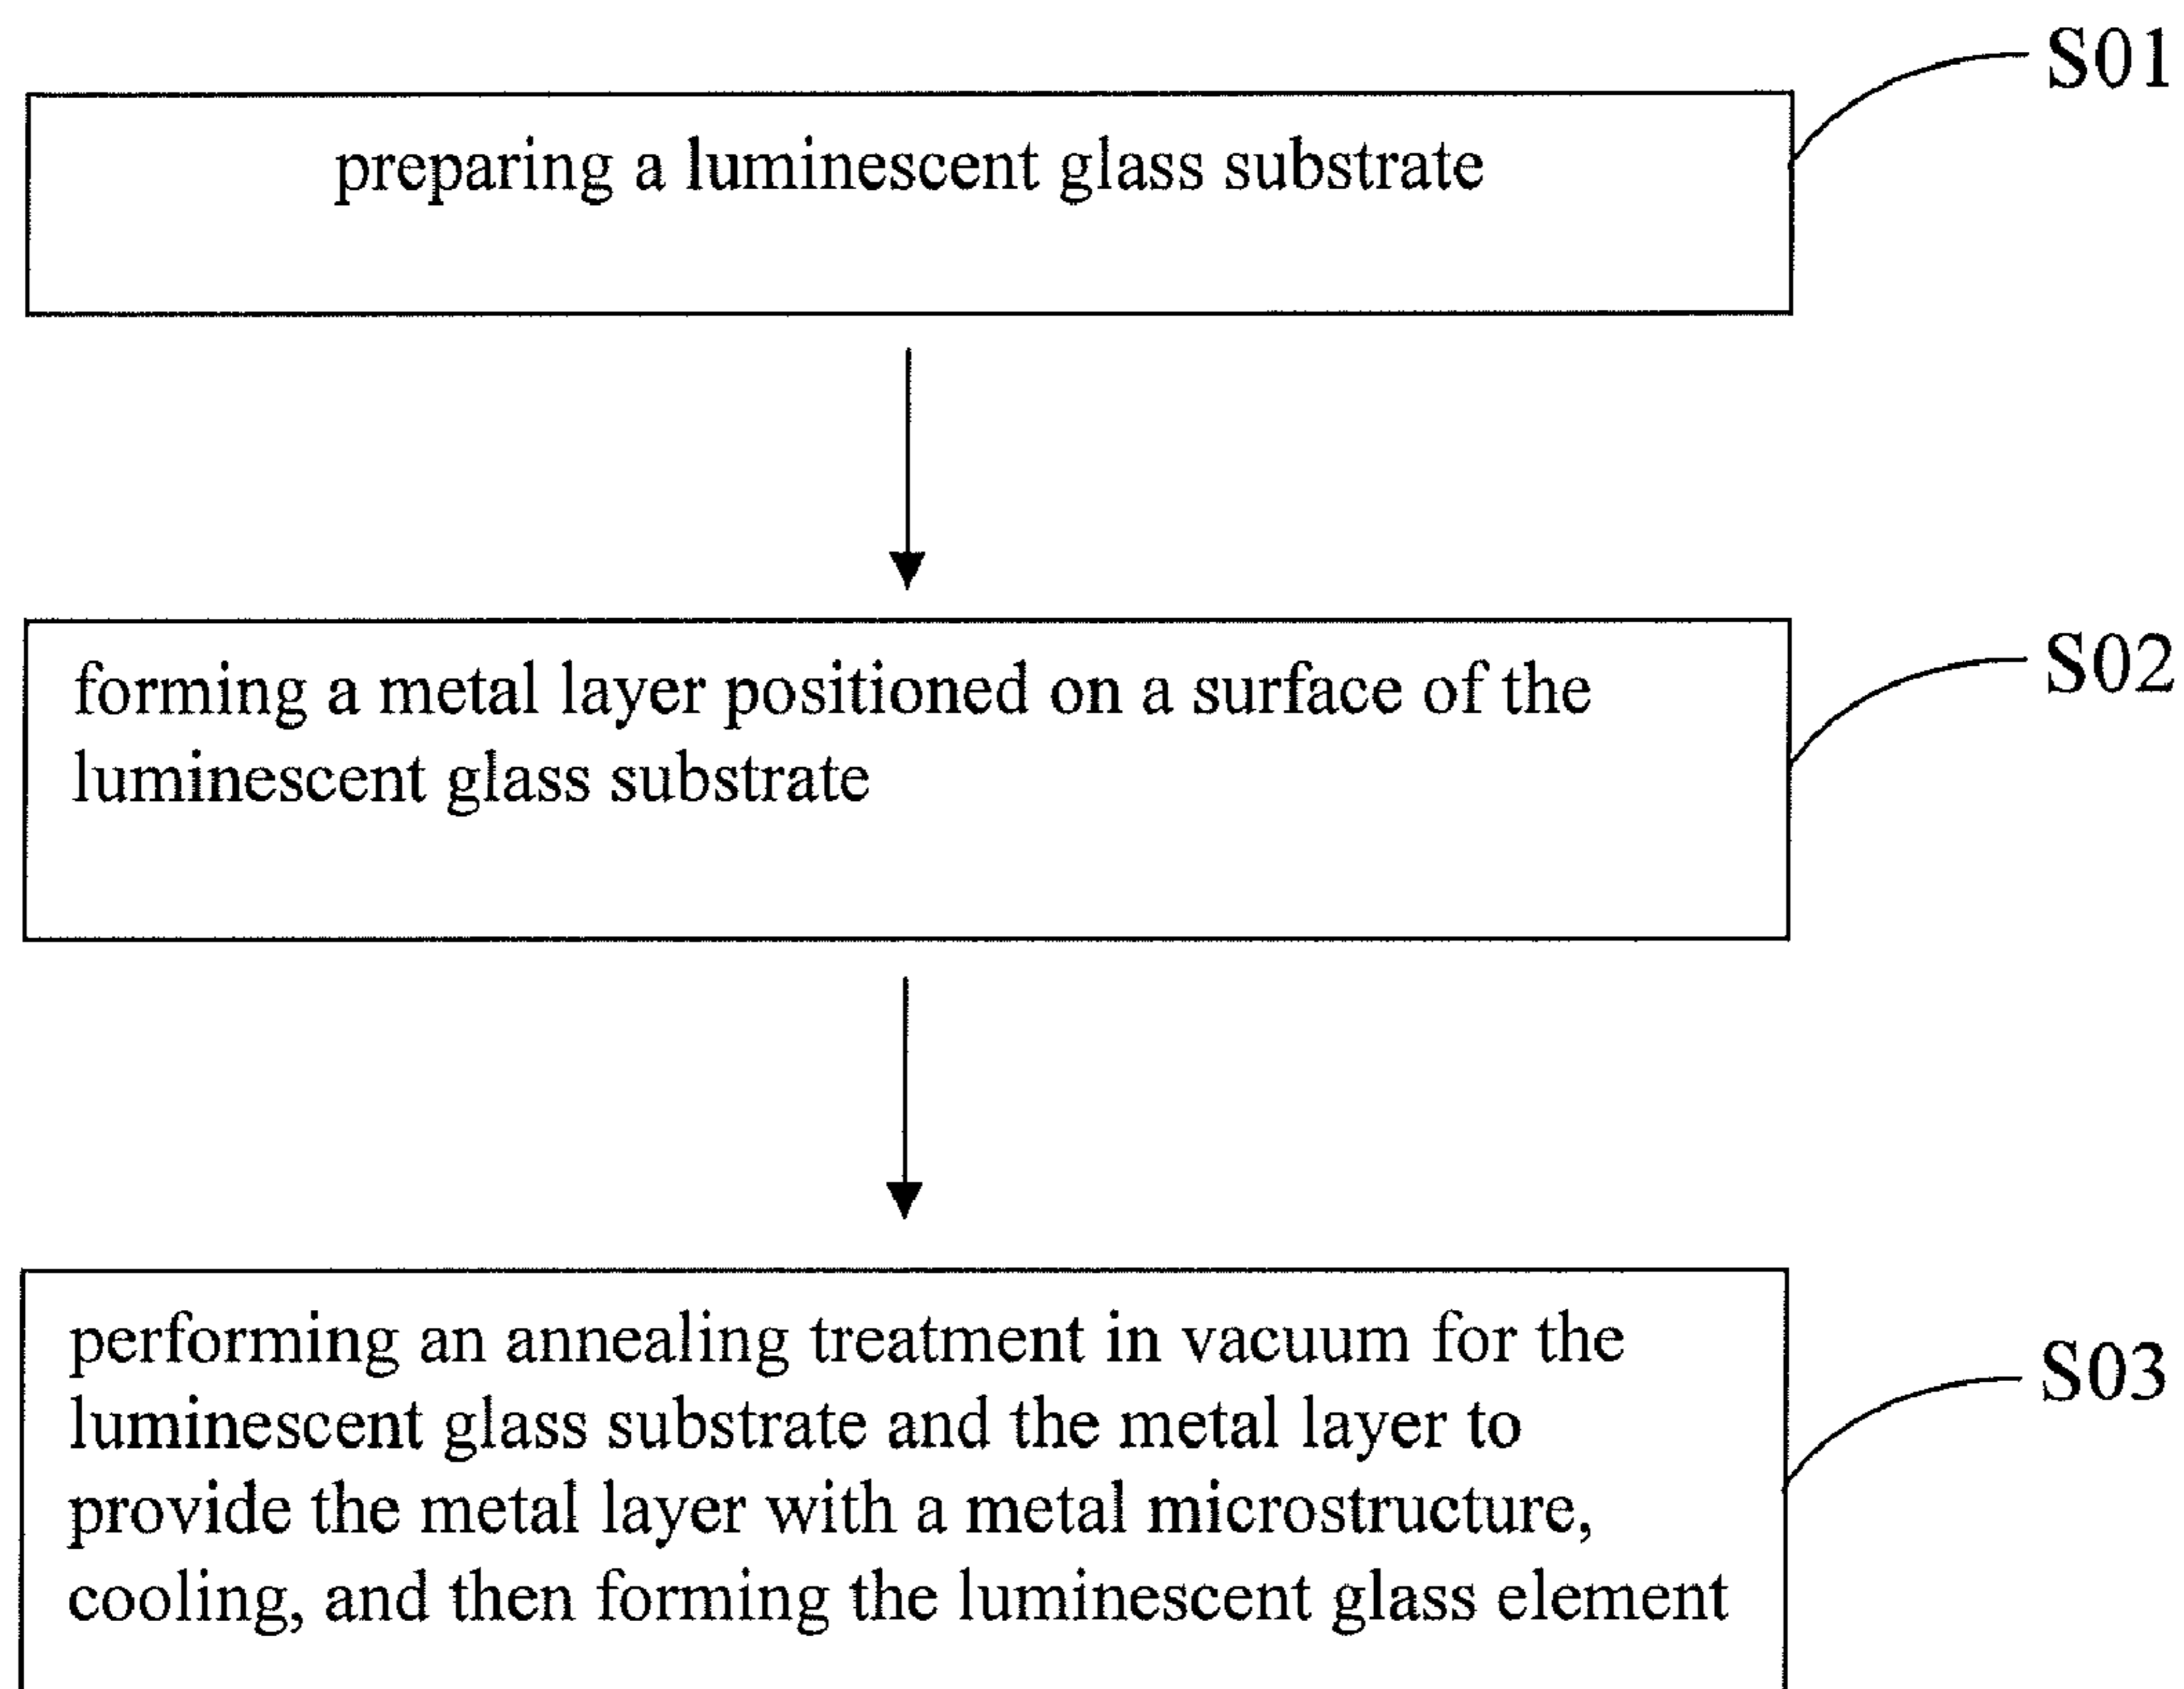 S01
preparing a luminescent glass substrate
S02
forming a metal layer positioned on a surface of the
luminescent glass substrate
S03
performing an annealing treatment in vacuum for the
luminescent glass substrate and the metal layer to
provide the metal layer with a metal microstructure,
cooling, and then forming the luminescent glass element